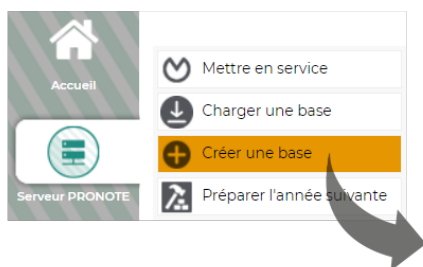 Accueil
Serveur PRONOTE
Mettre en service
Charger une base
Créer une base
Préparer l'année suivante